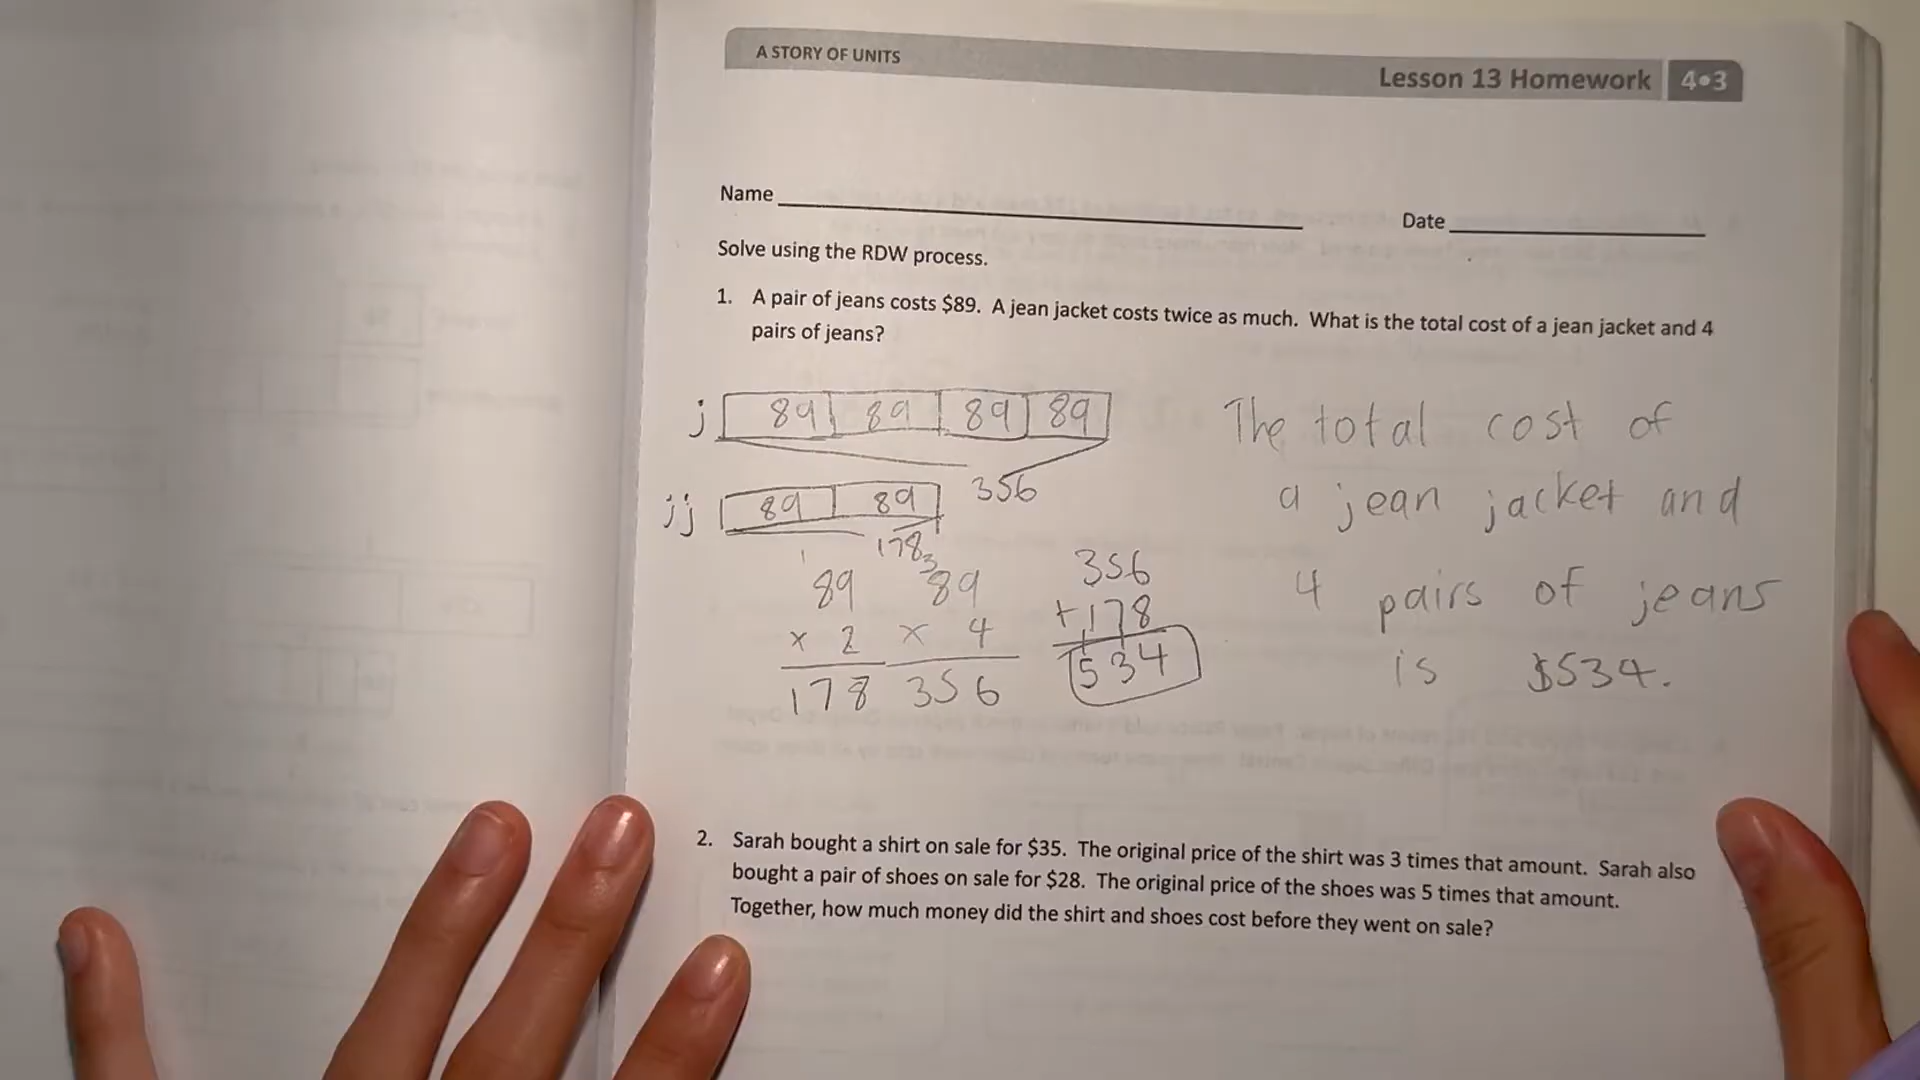 A STORY OF UNITS
Lesson 13 Homework 4•3
Name
Date
Solve using the RDW process.
1. A pair of jeans costs $89. A jean jacket costs twice as much. What is the total cost of a jean jacket and 4
pairs of jeans?
j 89 89 89 89
356
jj 89 89
178
1
89
× 2
178
3
89
× 4
356
356
+178
11
534
The total cost of
a jean jacket and
4 pairs of jeans
is $534.
2. Sarah bought a shirt on sale for $35. The original price of the shirt was 3 times that amount. Sarah also
bought a pair of shoes on sale for $28. The original price of the shoes was 5 times that amount.
Together, how much money did the shirt and shoes cost before they went on sale?